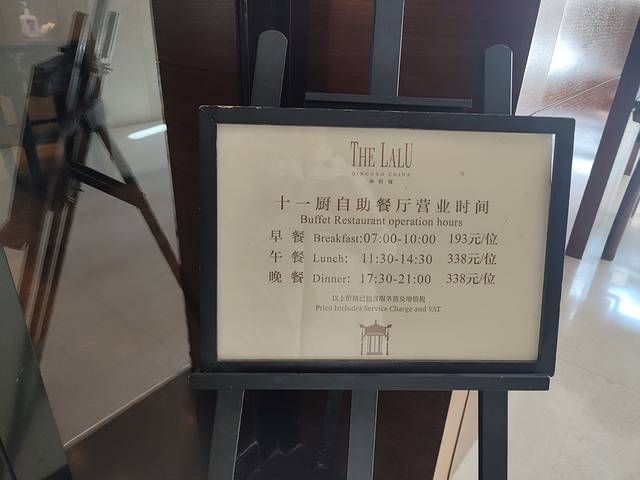 THE LALU
QINGDAO CHINA
十一厨自助餐厅营业时间
Buffet Restaurant operation hours
早 餐 Breakfast:07:00-10:00 193元/位
午 餐 Lunch: 11:30-14:30 338元/位
晚 餐 Dinner: 17:30-21:00 338元/位
以上价格已包含服务费及增值税
Price Includes Service Charge and VAT